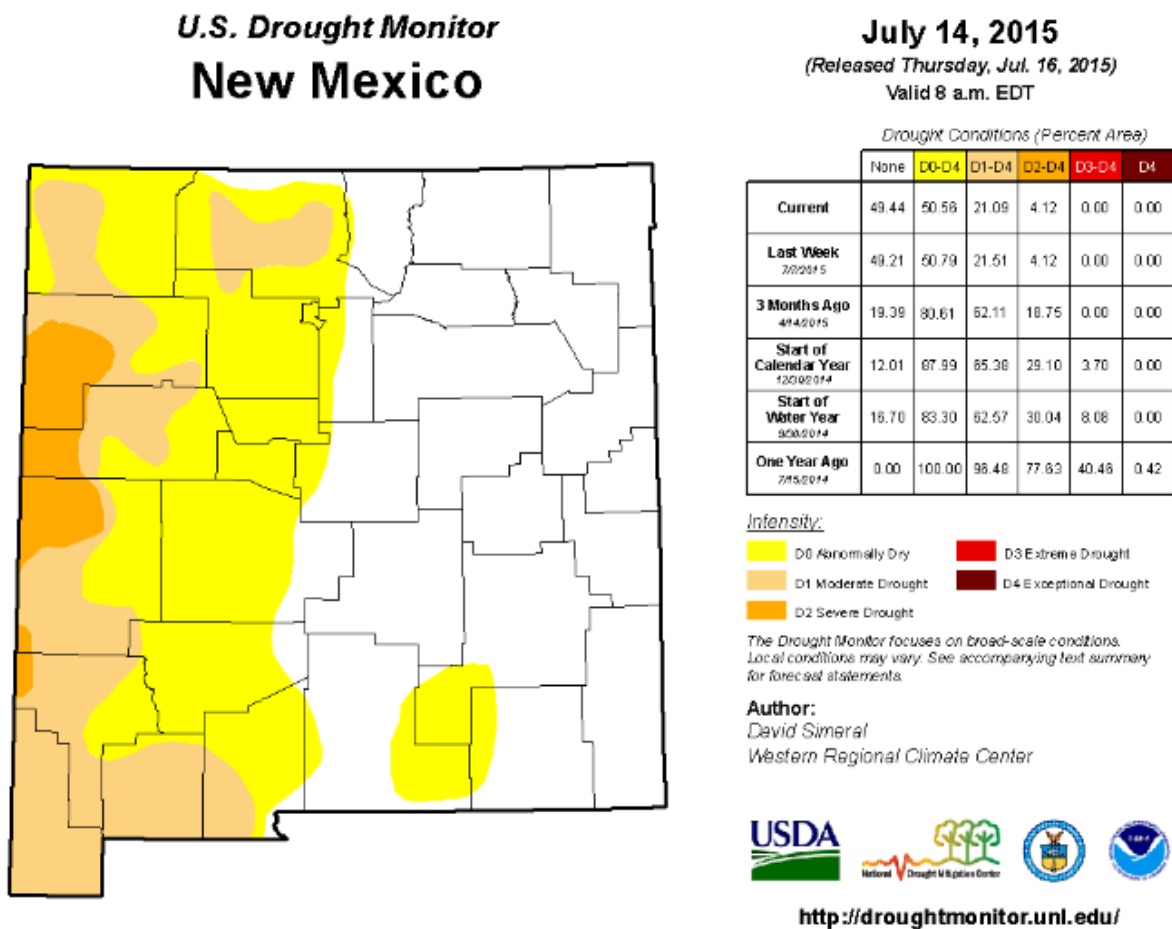 U.S. Drought Monitor
New Mexico
July 14, 2015
(Released Thursday, Jul. 16, 2015)
Valid 8 a.m. EDT
Drought Conditions (Percent Area)
None D0-D4 D1-D4 D2-D4 D3-D4 D4
Current 49.44 50.56 21.09 4.12 0.00 0.00
Last Week 49.21 50.79 21.51 4.12 0.00 0.00
7/7/2015
3 Months Ago 19.39 80.61 62.11 18.75 0.00 0.00
4/14/2015
Start of
Calendar Year 12.01 87.99 65.38 29.10 3.70 0.00
12/30/2014
Start of
Water Year 16.70 83.30 62.57 30.04 8.08 0.00
9/30/2014
One Year Ago 0.00 100.00 96.48 77.63 40.46 0.42
7/15/2014
Intensity:
D0 Abnormally Dry
D1 Moderate Drought
D2 Severe Drought
D3 Extreme Drought
D4 Exceptional Drought
The Drought Monitor focuses on broad-scale conditions.
Local conditions may vary. See accompanying text summary
for forecast statements.
Author:
David Simeral
Western Regional Climate Center
USDA
National Drought Mitigation Center
http://droughtmonitor.unl.edu/